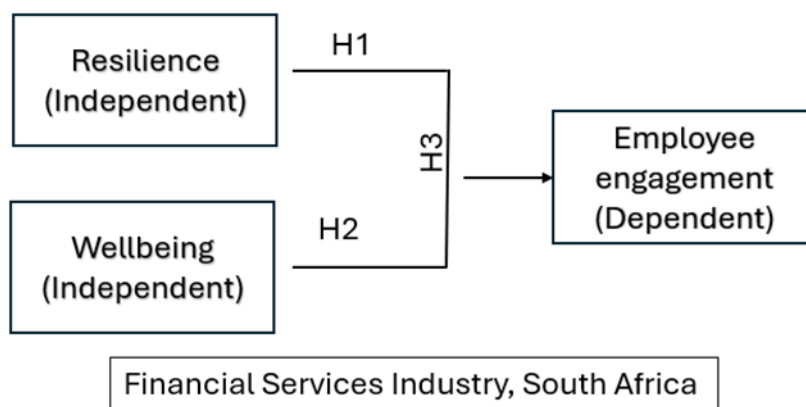 Resilience
(Independent)
H1
H3
Employee
engagement
(Dependent)
Wellbeing
(Independent)
H2
Financial Services Industry, South Africa